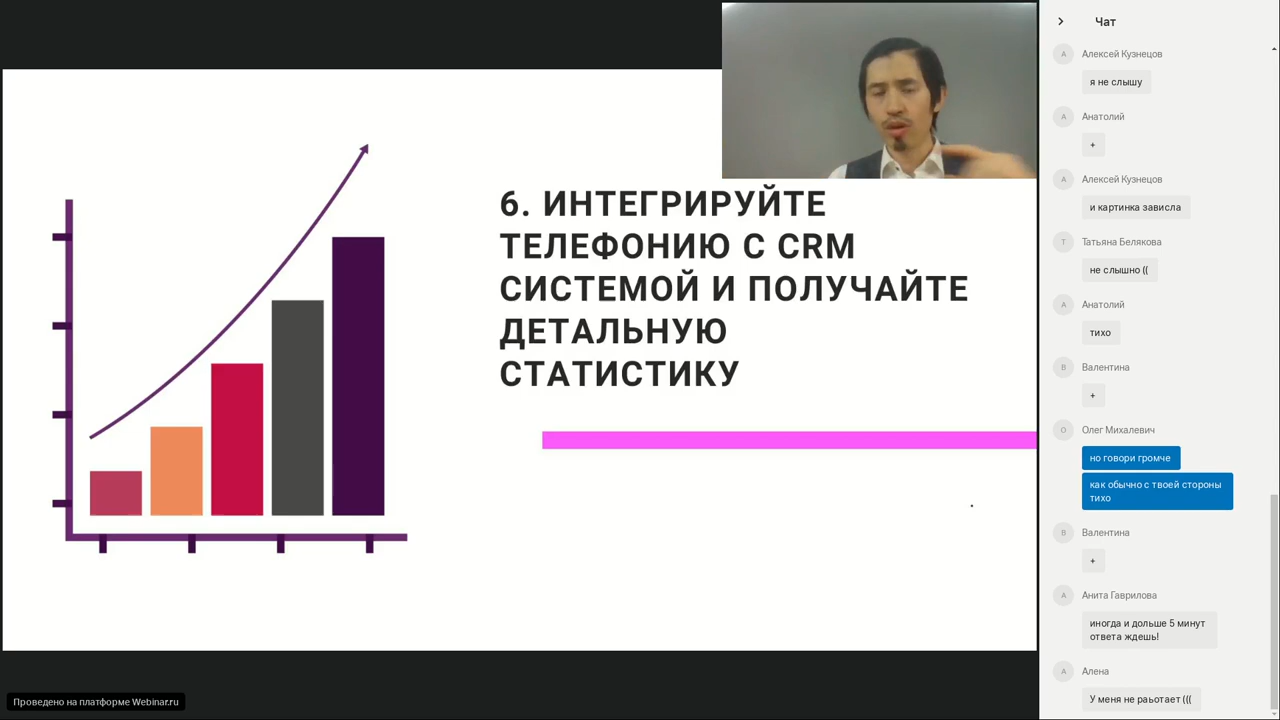 6. ИНТЕГРИРУЙТЕ
ТЕЛЕФОНИЮ С CRM
СИСТЕМОЙ И ПОЛУЧАЙТЕ
ДЕТАЛЬНУЮ
СТАТИСТИКУ
Проведено на платформе Webinar.ru
Чат
А
Алексей Кузнецов
я не слышу
А
Анатолий
+
А
Алексей Кузнецов
и картинка зависла
Т
Татьяна Белякова
не слышно ((
А
Анатолий
тихо
В
Валентина
+
О
Олег Михалевич
но говори громче
как обычно с твоей стороны
тихо
В
Валентина
+
А
Анита Гаврилова
иногда и дольше 5 минут
ответа ждешь!
А
Алена
У меня не раьотает (((